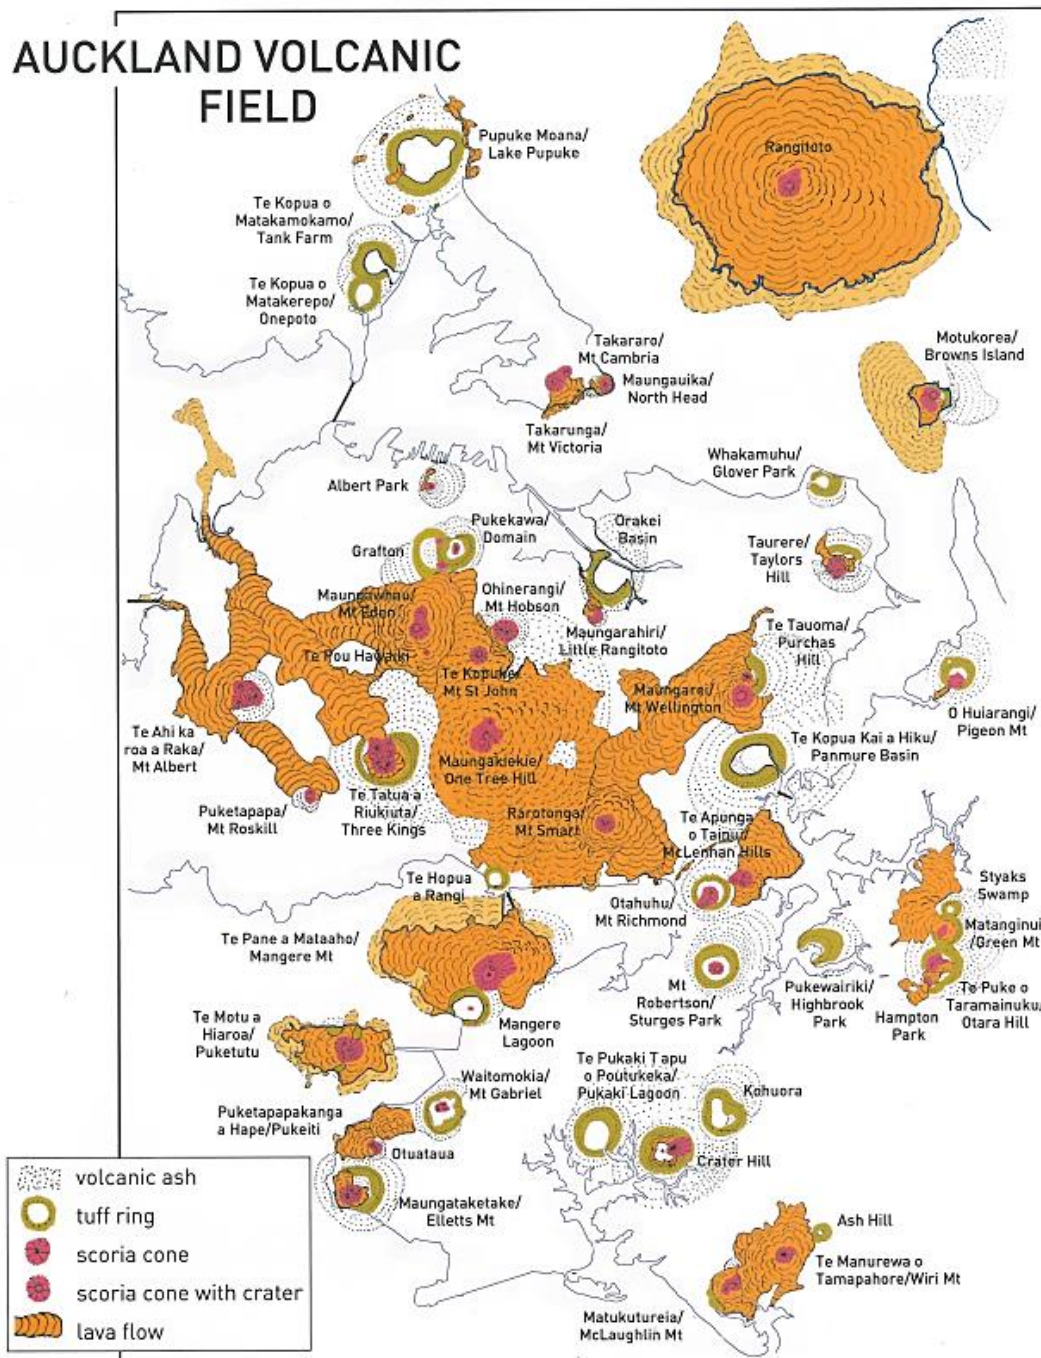 AUCKLAND VOLCANIC
FIELD
Pupuke Moana/
Lake Pupuke
Rangitoto
Te Kopua o
Matakamokamo/
Tank Farm
Te Kopua o
Matakerepo/
Onepoto
Takararo/
Mt Cambria
Maungauika/
North Head
Takarunga/
Mt Victoria
Motukorea/
Browns Island
Whakamuhu/
Glover Park
Albert Park
Pukekawa/
Domain
Grafton
Orakei
Basin
Taurere/
Taylors
Hill
Maungawhau/
Mt Eden
Ohinerangi/
Mt Hobson
Maungarahiri/
Little Rangitoto
Te Tauoma/
Purchas
Hill
Te Pou Hawaiki
Te Kopuke/
Mt St John
Maungarei/
Mt Wellington
O Huiarangi/
Pigeon Mt
Te Ahi ka
roa a Raka/
Mt Albert
Maungakiekie/
One Tree Hill
Te Kopua Kai a Hiku/
Panmure Basin
Puketapapa/
Mt Roskill
Te Tatua a
Riukiuta/
Three Kings
Rarotonga/
Mt Smart
Te Apunga
o Tainui/
McLennan Hills
Te Hopua
a Rangi
Otahuhu/
Mt Richmond
Styaks
Swamp
Matanginui
/Green Mt
Te Pane a Mataaho/
Mangere Mt
Mt
Robertson/
Sturges Park
Pukewairiki/
Highbrook
Park
Hampton
Park
Te Puke o
Taramainuku/
Otara Hill
Te Motu a
Hiaroa/
Puketutu
Mangere
Lagoon
Waitomokia/
Mt Gabriel
Te Pukaki Tapu
o Poutukeka/
Pukaki Lagoon
Kohuora
Puketapapakanga
a Hape/Pukeiti
Otuataua
Crater Hill
Maungataketake/
Elletts Mt
Ash Hill
Te Manurewa o
Tamapahore/Wiri Mt
Matukutureia/
McLaughlin Mt
volcanic ash
tuff ring
scoria cone
scoria cone with crater
lava flow